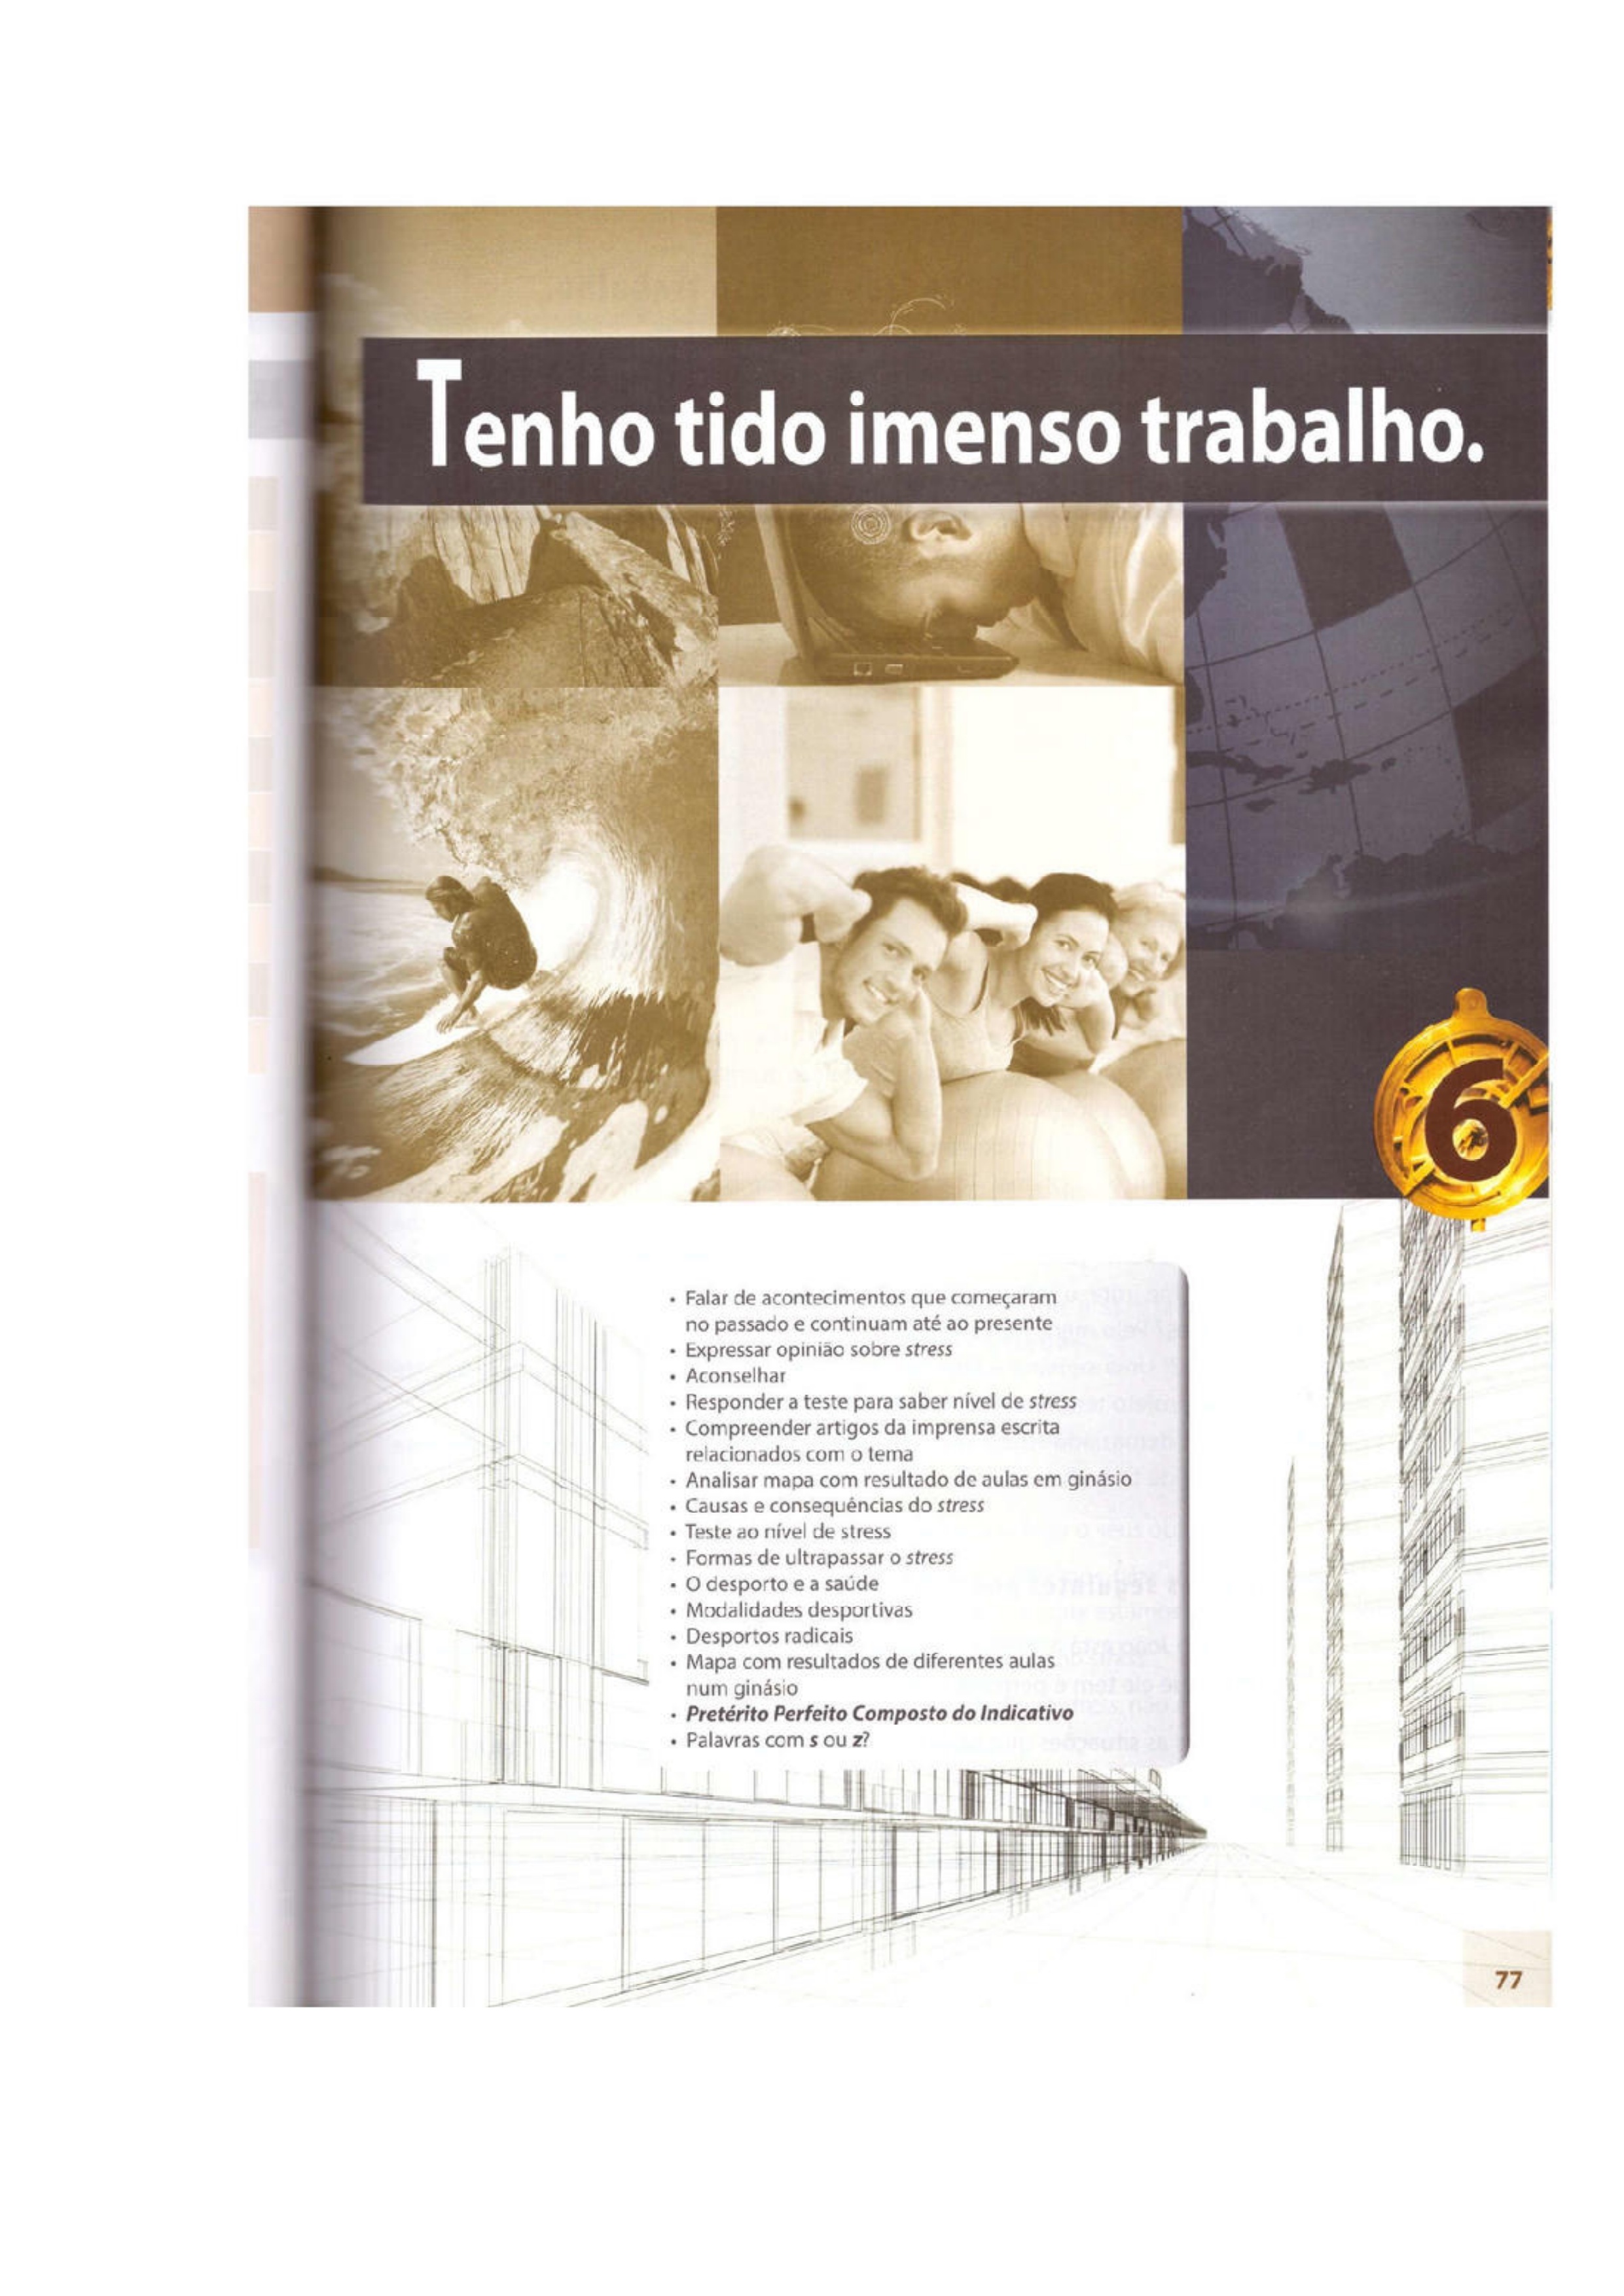 Tenho tido imenso trabalho.
6
• Falar de acontecimentos que começaram
no passado e continuam até ao presente
• Expressar opinião sobre stress
• Aconselhar
• Responder a teste para saber nível de stress
• Compreender artigos da imprensa escrita
relacionados com o tema
• Analisar mapa com resultado de aulas em ginásio
• Causas e consequências do stress
• Teste ao nível de stress
• Formas de ultrapassar o stress
• O desporto e a saúde
• Modalidades desportivas
• Desportos radicais
• Mapa com resultados de diferentes aulas
num ginásio
• Pretérito Perfeito Composto do Indicativo
• Palavras com s ou z?
77